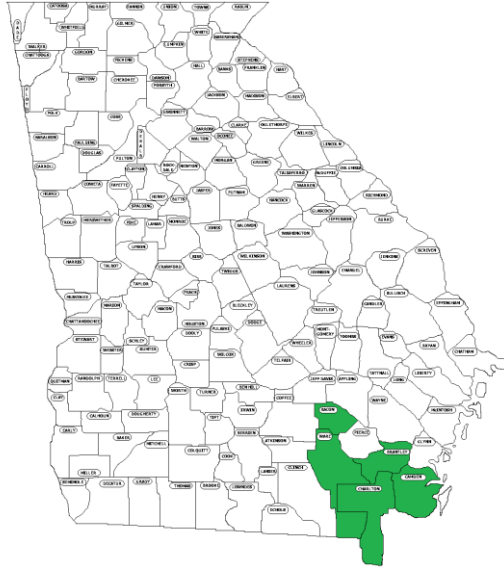 CATOOSA
MURRAY
FANNIN
UNION
TOWNS
RABUN
DADE
WHITFIELD
GILMER
WHITE
HABERSHAM
WALKER
LUMPKIN
CHATTOOGA
GORDON
PICKENS
DAWSON
HALL
BANKS
STEPHENS
FRANKLIN
HART
FLOYD
BARTOW
CHEROKEE
FORSYTH
JACKSON
MADISON
ELBERT
POLK
COBB
GWINNETT
BARROW
CLARKE
OCONEE
OGLETHORPE
WILKES
LINCOLN
HARALSON
PAULDING
DOUGLAS
DEKALB
WALTON
CARROLL
FULTON
CLAYTON
ROCK
DALE
NEWTON
MORGAN
GREENE
TALIAFERRO
MCDUFFIE
COLUMBIA
WARREN
RICHMOND
COWETA
FAYETTE
HENRY
BUTTS
JASPER
PUTNAM
HANCOCK
HEARD
SPALDING
GLASCOCK
JEFFERSON
BURKE
TROUP
MERIWETHER
PIKE
LAMAR
MONROE
JONES
BALDWIN
WASHINGTON
UPSON
SCREVEN
HARRIS
TALBOT
CRAWFORD
BIBB
TWIGGS
WILKINSON
JOHNSON
EMANUEL
JENKINS
TAYLOR
PEACH
LAURENS
MUSCOGEE
MARION
MACON
HOUSTON
BLECKLEY
TREUTLEN
CANDLER
BULLOCH
EFFINGHAM
CHATTAHOOCHEE
SCHLEY
DOOLY
PULASKI
DODGE
WHEELER
MONT-
GOMERY
TOOMBS
EVANS
BRYAN
CHATHAM
STEWART
WEBSTER
SUMTER
WILCOX
TELFAIR
TATTNALL
LIBERTY
LONG
QUITMAN
RANDOLPH
TERRELL
LEE
CRISP
BEN HILL
JEFF DAVIS
APPLING
WAYNE
CLAY
WORTH
TURNER
IRWIN
COFFEE
BACON
MCINTOSH
CALHOUN
DOUGHERTY
TIFT
PIERCE
EARLY
BAKER
MITCHELL
COLQUITT
BERRIEN
ATKINSON
WARE
BRANTLEY
GLYNN
MILLER
COOK
LANIER
CLINCH
CHARLTON
CAMDEN
SEMINOLE
DECATUR
GRADY
THOMAS
BROOKS
LOWNDES
ECHOLS